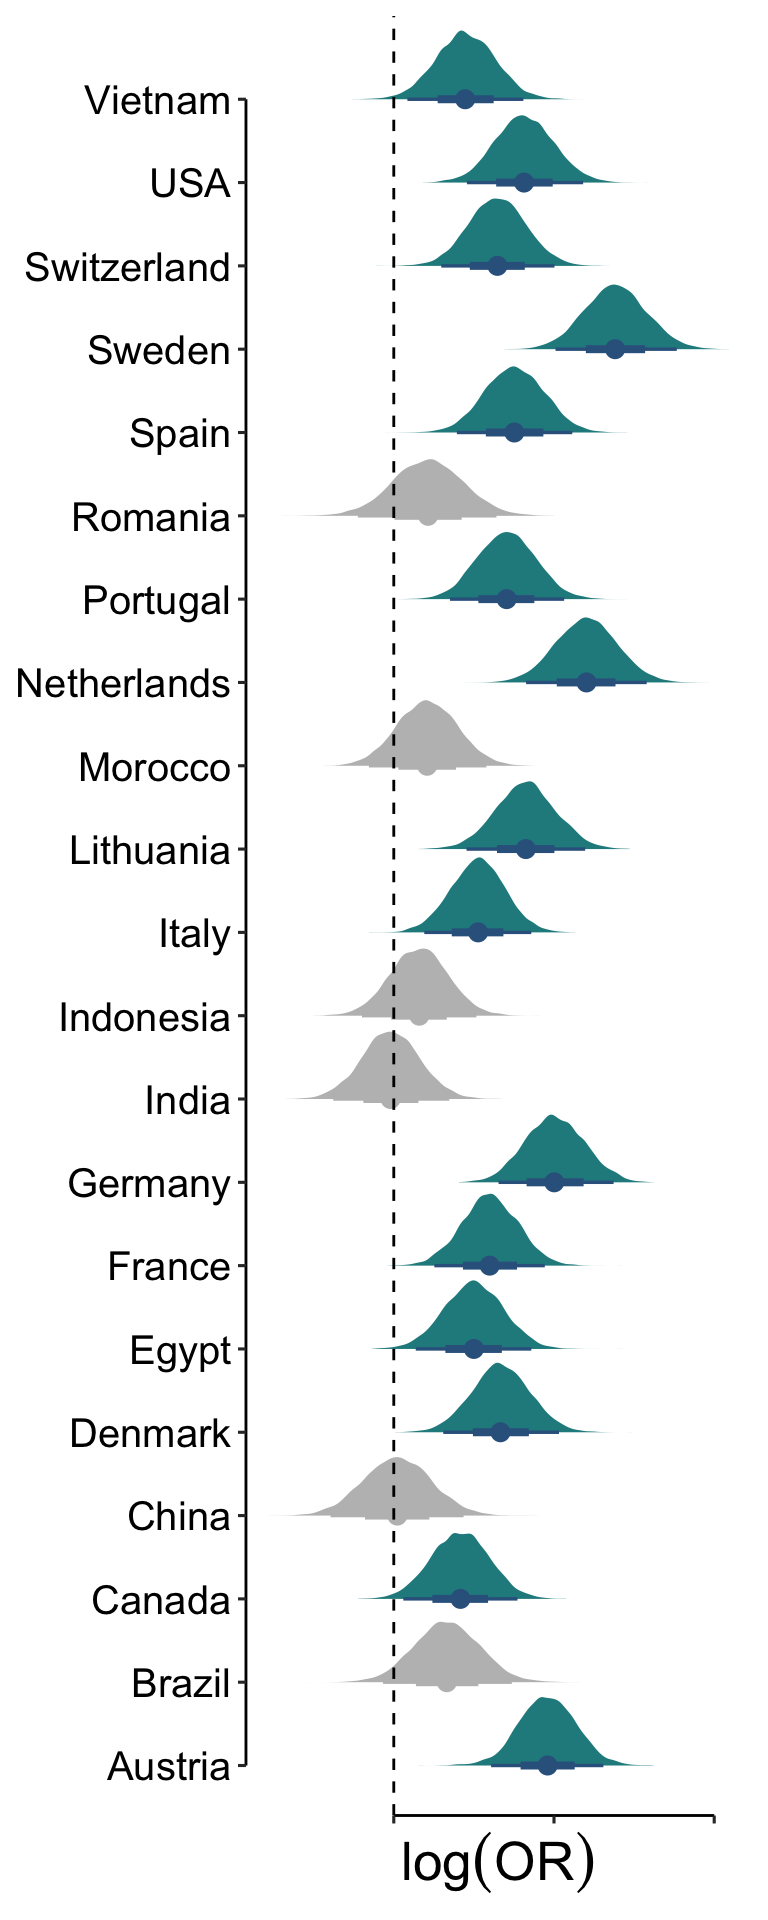 Vietnam
USA
Switzerland
Sweden
Spain
Romania
Portugal
Netherlands
Morocco
Lithuania
Italy
Indonesia
India
Germany
France
Egypt
Denmark
China
Canada
Brazil
Austria
log(OR)